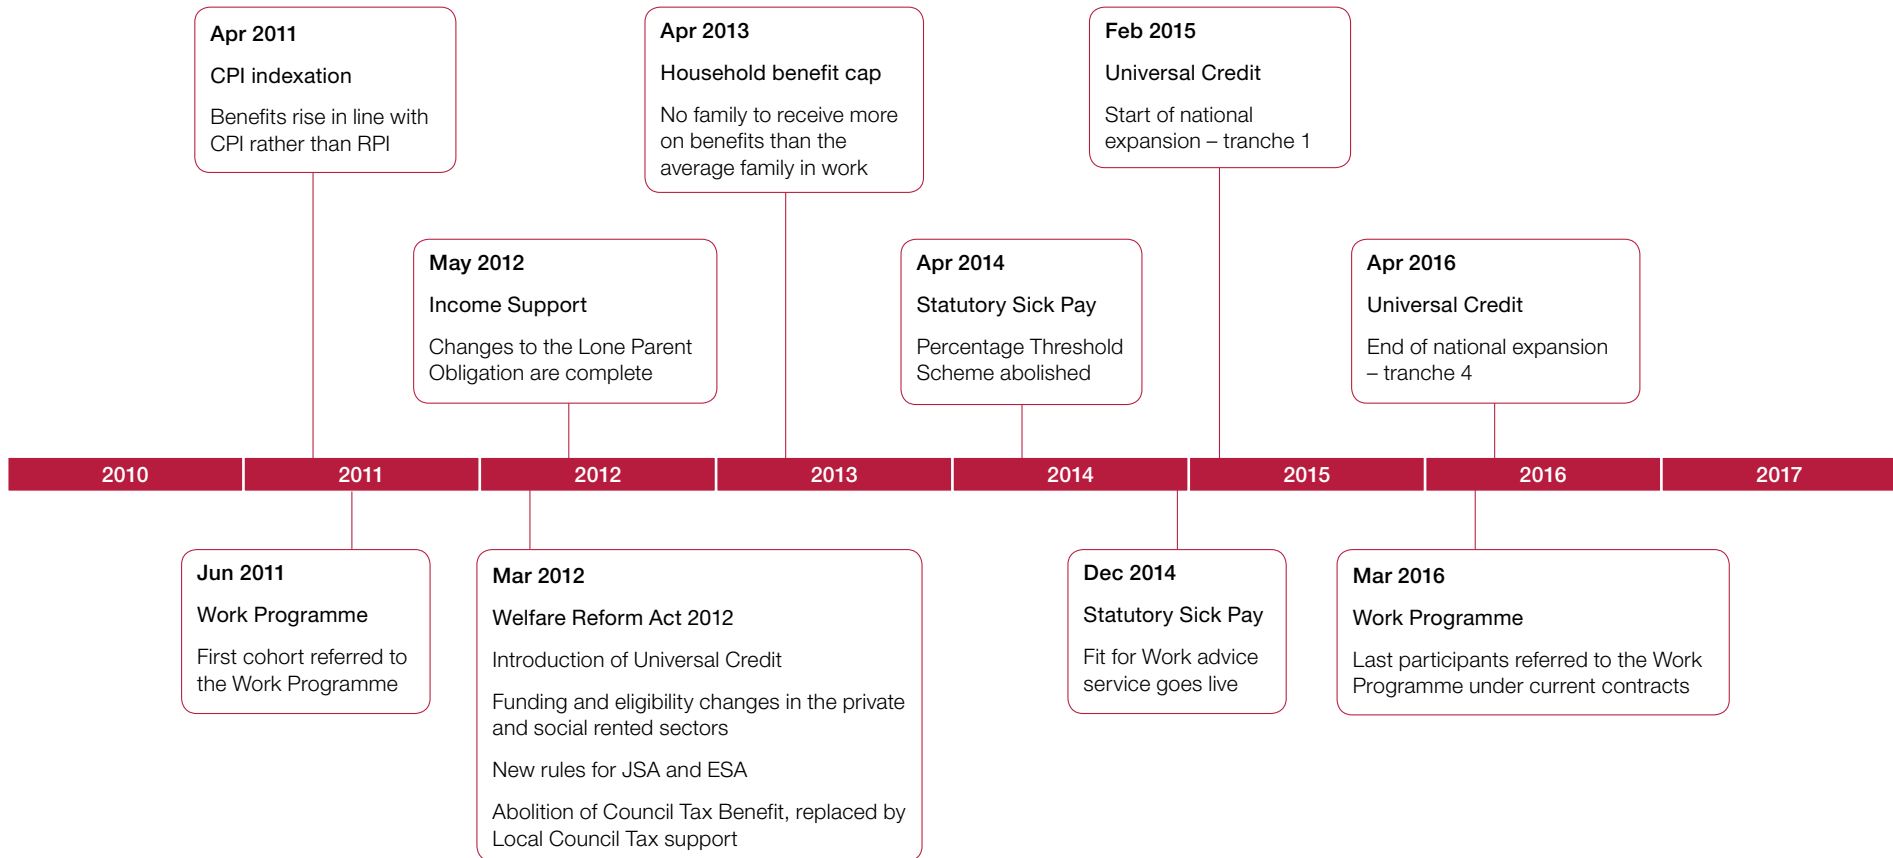 Apr 2011
CPI indexation
Benefits rise in line with
CPI rather than RPI
Apr 2013
Household benefit cap
No family to receive more
on benefits than the
average family in work
Feb 2015
Universal Credit
Start of national
expansion – tranche 1
May 2012
Income Support
Changes to the Lone Parent
Obligation are complete
Apr 2014
Statutory Sick Pay
Percentage Threshold
Scheme abolished
Apr 2016
Universal Credit
End of national expansion
– tranche 4
2010
2011
2012
2013
2014
2015
2016
2017
Jun 2011
Work Programme
First cohort referred to
the Work Programme
Mar 2012
Welfare Reform Act 2012
Introduction of Universal Credit
Funding and eligibility changes in the private
and social rented sectors
New rules for JSA and ESA
Abolition of Council Tax Benefit, replaced by
Local Council Tax support
Dec 2014
Statutory Sick Pay
Fit for Work advice
service goes live
Mar 2016
Work Programme
Last participants referred to the Work
Programme under current contracts